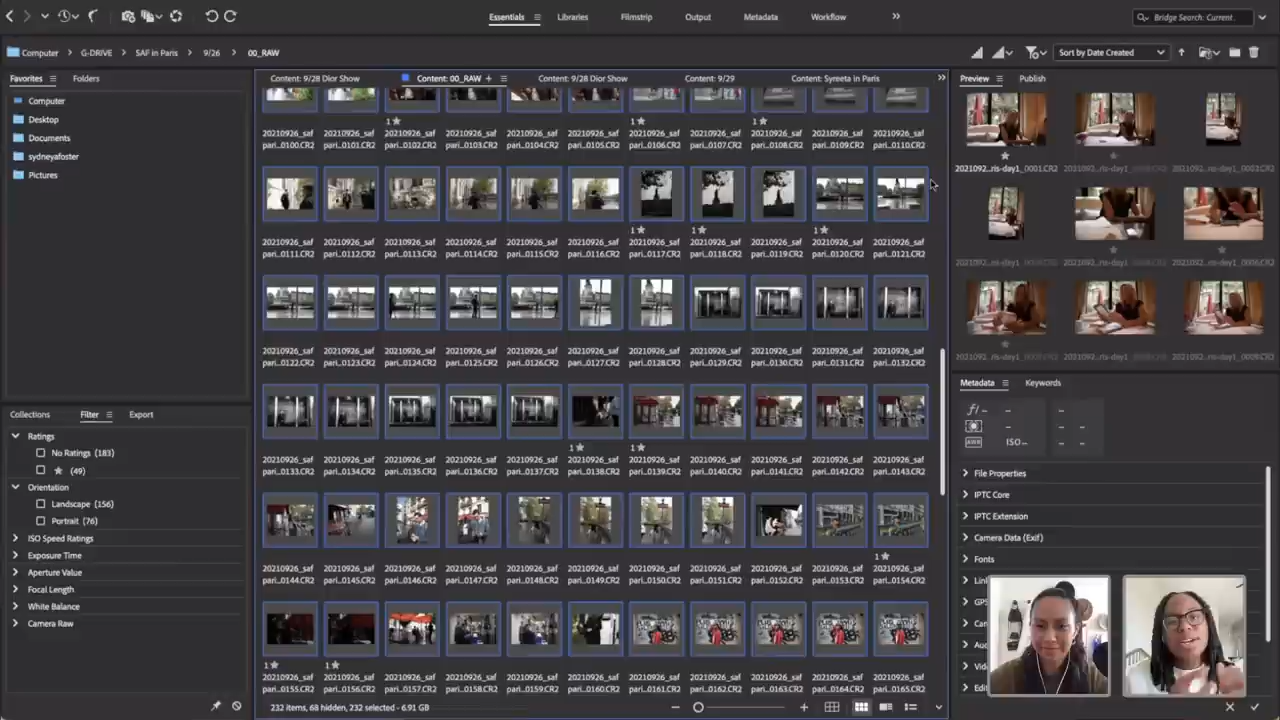 Essentials
Libraries
Filmstrip
Output
Metadata
Workflow
Bridge Search: Current
Computer
G-DRIVE
SAF in Paris
9/26
00_RAW
Sort by Date Created
Favorites
Folders
Content: 9/28 Dior Show
Content: 00_RAW
Content: 9/28 Dior Show
Content: 9/29
Content: Syreeta in Paris
Preview
Publish
Computer
Desktop
Documents
sydneyafoster
Pictures
1
1
1
20210926_saf 20210926_saf 20210926_saf 20210926_saf 20210926_saf 20210926_saf 20210926_saf 20210926_saf 20210926_saf 20210926_saf 20210926_saf
pari...0100.CR2 pari...0101.CR2 pari...0102.CR2 pari...0103.CR2 pari...0104.CR2 pari...0105.CR2 pari...0106.CR2 pari...0107.CR2 pari...0108.CR2 pari...0109.CR2 pari...0110.CR2
1
1
1
20210926_saf 20210926_saf 20210926_saf 20210926_saf 20210926_saf 20210926_saf 20210926_saf 20210926_saf 20210926_saf 20210926_saf 20210926_saf
pari...0111.CR2 pari...0112.CR2 pari...0113.CR2 pari...0114.CR2 pari...0115.CR2 pari...0116.CR2 pari...0117.CR2 pari...0118.CR2 pari...0119.CR2 pari...0120.CR2 pari...0121.CR2
20210926_saf 20210926_saf 20210926_saf 20210926_saf 20210926_saf 20210926_saf 20210926_saf 20210926_saf 20210926_saf 20210926_saf 20210926_saf
pari...0122.CR2 pari...0123.CR2 pari...0124.CR2 pari...0125.CR2 pari...0126.CR2 pari...0127.CR2 pari...0128.CR2 pari...0129.CR2 pari...0130.CR2 pari...0131.CR2 pari...0132.CR2
1
1
20210926_saf 20210926_saf 20210926_saf 20210926_saf 20210926_saf 20210926_saf 20210926_saf 20210926_saf 20210926_saf 20210926_saf 20210926_saf
pari...0133.CR2 pari...0134.CR2 pari...0135.CR2 pari...0136.CR2 pari...0137.CR2 pari...0138.CR2 pari...0139.CR2 pari...0140.CR2 pari...0141.CR2 pari...0142.CR2 pari...0143.CR2
1
20210926_saf 20210926_saf 20210926_saf 20210926_saf 20210926_saf 20210926_saf 20210926_saf 20210926_saf 20210926_saf 20210926_saf 20210926_saf
pari...0144.CR2 pari...0145.CR2 pari...0146.CR2 pari...0147.CR2 pari...0148.CR2 pari...0149.CR2 pari...0150.CR2 pari...0151.CR2 pari...0152.CR2 pari...0153.CR2 pari...0154.CR2
1
1
20210926_saf 20210926_saf 20210926_saf 20210926_saf 20210926_saf 20210926_saf 20210926_saf 20210926_saf 20210926_saf 20210926_saf 20210926_saf
pari...0155.CR2 pari...0156.CR2 pari...0157.CR2 pari...0158.CR2 pari...0159.CR2 pari...0160.CR2 pari...0161.CR2 pari...0162.CR2 pari...0163.CR2 pari...0164.CR2 pari...0165.CR2
232 items, 68 hidden, 232 selected - 6.91 GB
Collections
Filter
Export
Ratings
No Ratings (183)
(49)
Orientation
Landscape (156)
Portrait (76)
ISO Speed Ratings
Exposure Time
Aperture Value
Focal Length
White Balance
Camera Raw
Metadata
Keywords
f/ --
--
--
--
--
AWB
ISO--
--
--
File Properties
IPTC Core
IPTC Extension
Camera Data (Exif)
Fonts